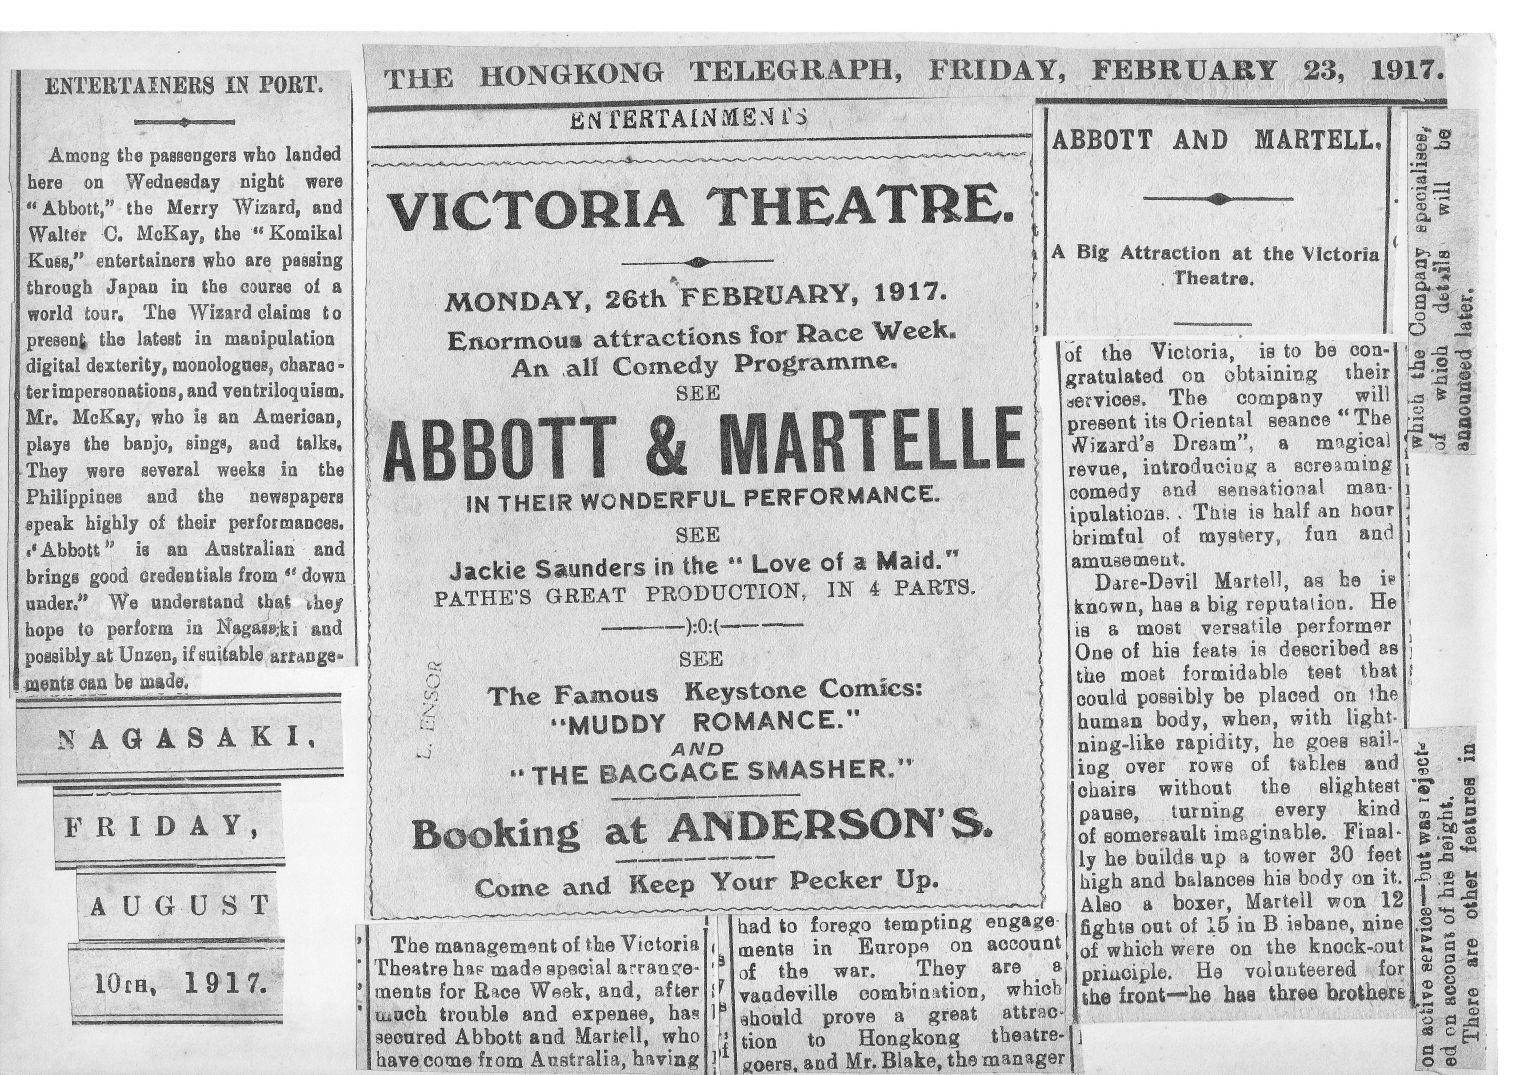 ENTERTAINERS IN PORT.
Among the passengers who landed
here on Wednesday night were
"Abbott," the Merry Wizard, and
Walter C. McKay, the "Komikal
Kuss," entertainers who are passing
through Japan in the course of a
world tour. The Wizard claims to
present the latest in manipulation
digital dexterity, monologues, charac-
ter impersonations, and ventriloquism.
Mr. McKay, who is an American,
plays the banjo, sings, and talks.
They were several weeks in the
Philippines and the newspapers
speak highly of their performances.
"Abbott" is an Australian and
brings good credentials from "down
under." We understand that they
hope to perform in Nagasaki and
possibly at Unzen, if suitable arrange-
ments can be made.
NAGASAKI,
FRIDAY,
AUGUST
10TH, 1917.
THE HONGKONG TELEGRAPH, FRIDAY, FEBRUARY 23, 1917.
ENTERTAINMENTS
VICTORIA THEATRE.
MONDAY, 26th FEBRUARY, 1917.
Enormous attractions for Race Week.
An all Comedy Programme.
SEE
ABBOTT & MARTELLE
IN THEIR WONDERFUL PERFORMANCE.
SEE
Jackie Saunders in the "Love of a Maid."
PATHE'S GREAT PRODUCTION, IN 4 PARTS.
):0:(
SEE
The Famous Keystone Comics:
"MUDDY ROMANCE."
AND
"THE BAGGAGE SMASHER."
Booking at ANDERSON'S.
Come and Keep Your Pecker Up.
L. ENSOR
ABBOTT AND MARTELL.
A Big Attraction at the Victoria
Theatre.
The management of the Victoria
Theatre has made special arrange-
ments for Race Week, and, after
much trouble and expense, has
secured Abbott and Martell, who
have come from Australia, having
had to forego tempting engage-
ments in Europe on account
of the war. They are a
vaudeville combination, which
should prove a great attrac-
tion to Hongkong theatre-
goers, and Mr. Blake, the manager
of the Victoria, is to be con-
gratulated on obtaining their
services. The company will
present its Oriental seance "The
Wizard's Dream", a magical
revue, introducing a screaming
comedy and sensational man-
ipulations. . This is half an hour
brimful of mystery, fun and
amusement.
Dare-Devil Martell, as he is
known, has a big reputation. He
is a most versatile performer
One of his feats is described as
the most formidable test that
could possibly be placed on the
human body, when, with light-
ning-like rapidity, he goes sail-
ing over rows of tables and
chairs without the slightest
pause, turning every kind
of somersault imaginable. Final-
ly he builds up a tower 30 feet
high and balances his body on it.
Also a boxer, Martell won 12
fights out of 15 in B isbane, nine
of which were on the knock-out
principle. He volunteered for
the front—he has three brothers
on active service—but was reject-
ed on account of his height.
There are other features in
which the Company specialises,
of which details will be
announced later.